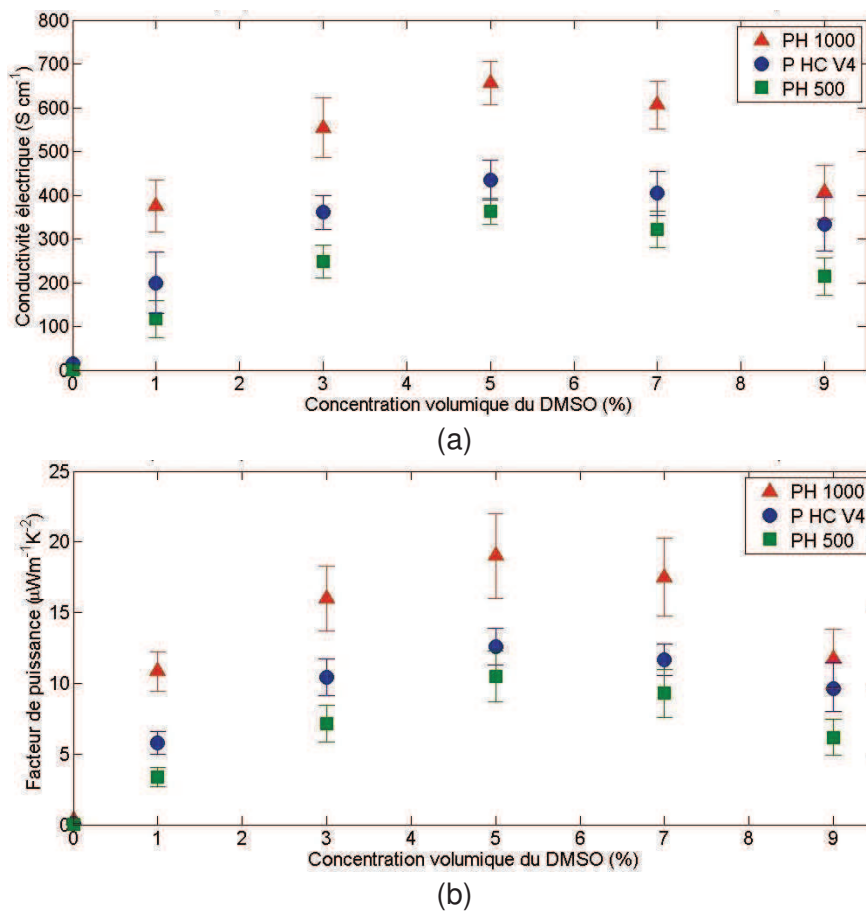 800
700
600
500
400
300
200
100
0
Conductivité électrique (S cm-1)
PH 1000
P HC V4
PH 500
0 1 2 3 4 5 6 7 8 9
Concentration volumique du DMSO (%)
(a)
25
20
15
10
5
0
Facteur de puissance (μWm-1K-2)
PH 1000
P HC V4
PH 500
0 1 2 3 4 5 6 7 8 9
Concentration volumique du DMSO (%)
(b)